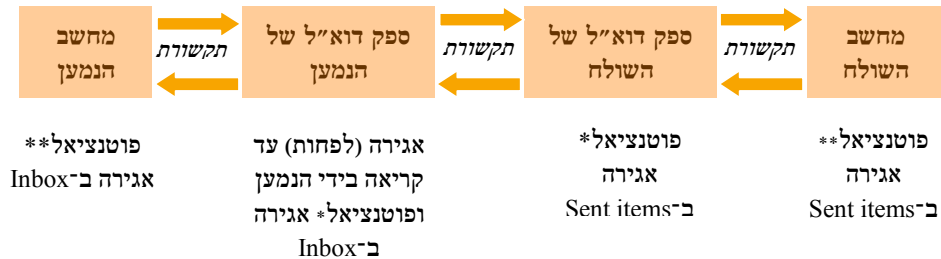 מחשב
השולח
תקשורת
ספק דוא״ל של
השולח
תקשורת
ספק דוא״ל של
הנמען
תקשורת
מחשב
הנמען
פוטנציאל**
אגירה
ב־Sent items
פוטנציאל*
אגירה
ב־Sent items
אגירה (לפחות) עד
קריאה בידי הנמען
ופוטנציאל* אגירה
ב־Inbox
פוטנציאל**
אגירה ב־Inbox